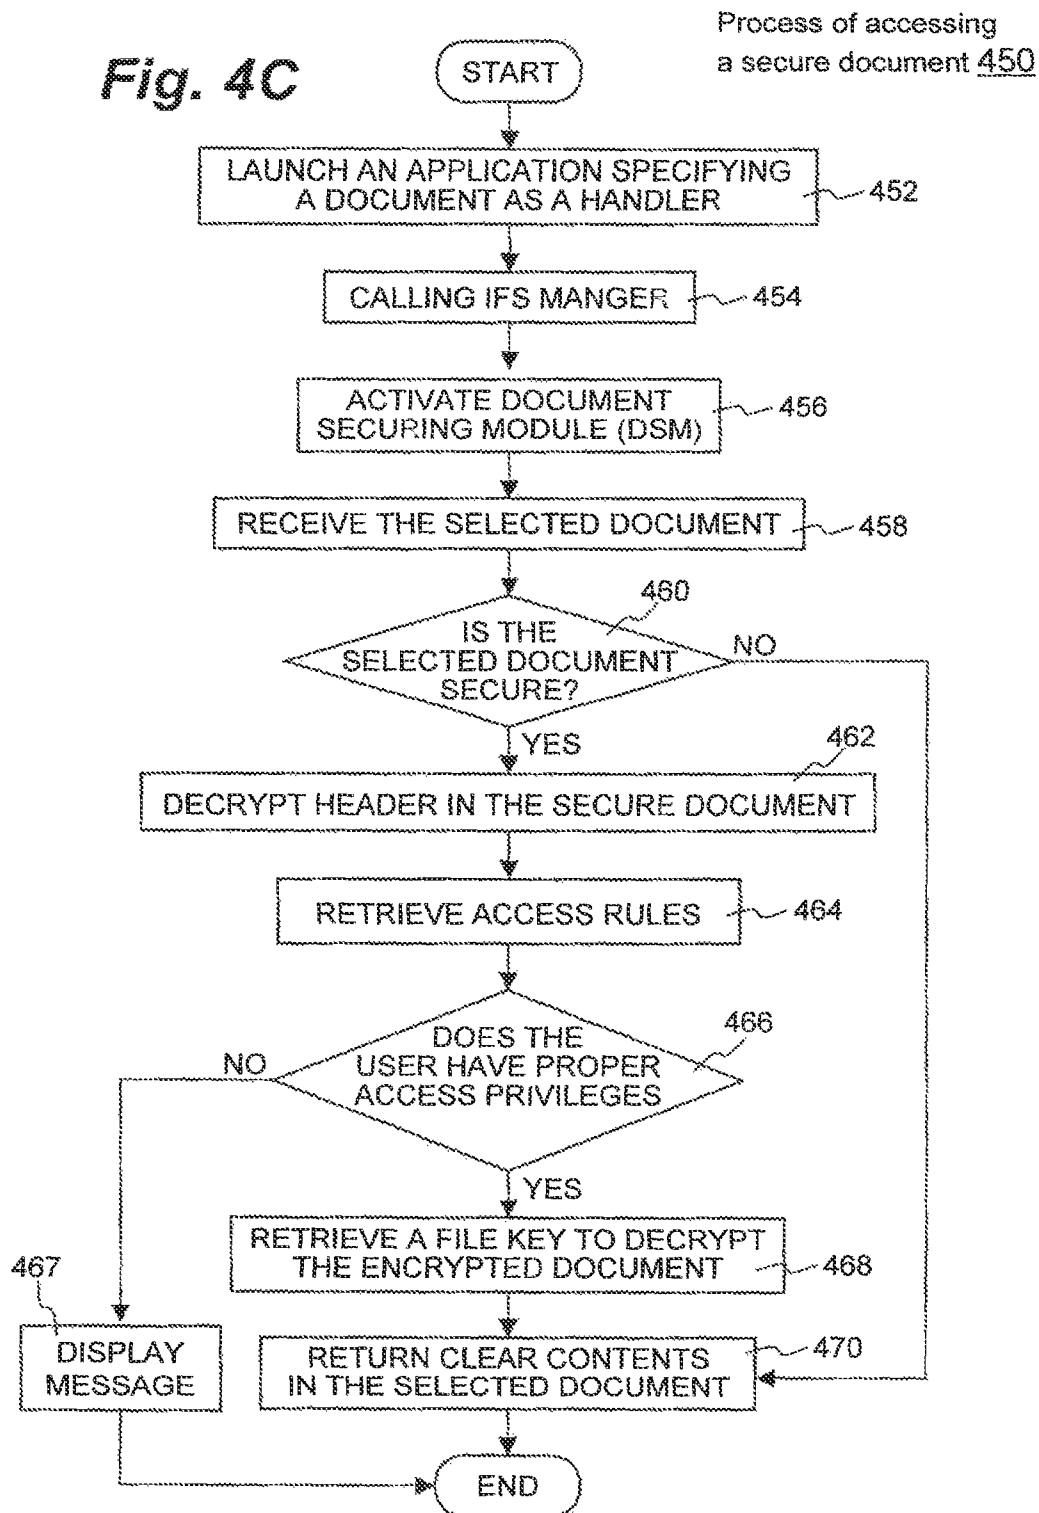 Process of accessing
a secure document 450
Fig. 4C
START
LAUNCH AN APPLICATION SPECIFYING
A DOCUMENT AS A HANDLER
452
CALLING IFS MANGER
454
ACTIVATE DOCUMENT
SECURING MODULE (DSM)
456
RECEIVE THE SELECTED DOCUMENT
458
460
IS THE
SELECTED DOCUMENT
SECURE?
NO
YES
462
DECRYPT HEADER IN THE SECURE DOCUMENT
RETRIEVE ACCESS RULES
464
466
DOES THE
USER HAVE PROPER
ACCESS PRIVILEGES
NO
YES
RETRIEVE A FILE KEY TO DECRYPT
THE ENCRYPTED DOCUMENT
468
467
DISPLAY
MESSAGE
RETURN CLEAR CONTENTS
IN THE SELECTED DOCUMENT
470
END